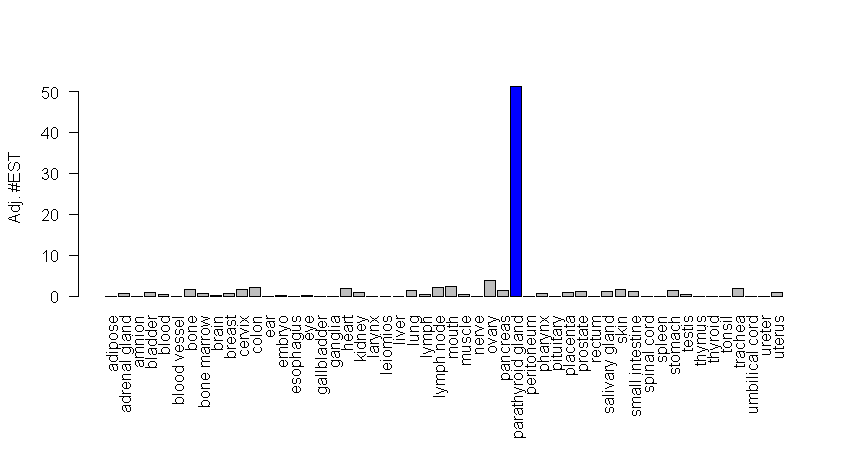 Adj. #EST
50
40
30
20
10
0
adipose
adrenal gland
amnion
bladder
blood
blood vessel
bone
bone marrow
brain
breast
cervix
colon
ear
embryo
esophagus
eye
gallbladder
ganglia
heart
kidney
larynx
leiomios
liver
lung
lymph
lymph node
mouth
muscle
nerve
ovary
pancreas
parathyroid gland
peritoneum
pharynx
pituitary
placenta
prostate
rectum
salivary gland
skin
small intestine
spinal cord
spleen
stomach
testis
thymus
thyroid
tonsil
trachea
umbilical cord
ureter
uterus